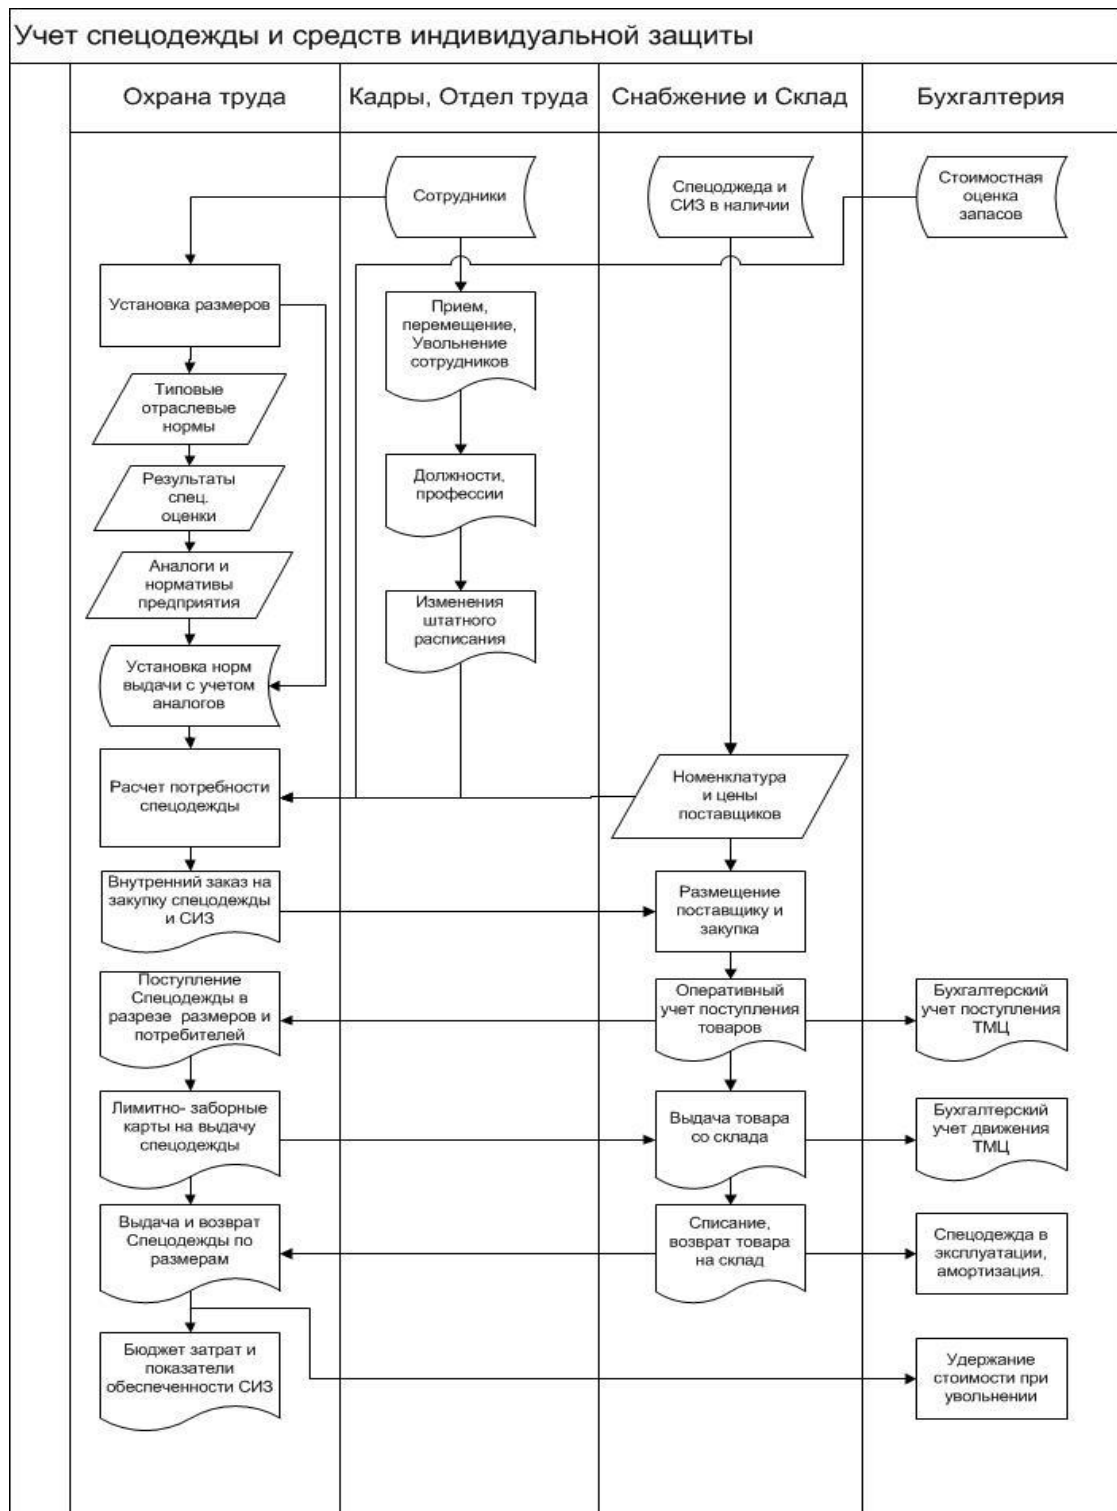 Учет спецодежды и средств индивидуальной защиты
Охрана труда
Кадры, Отдел труда
Снабжение и Склад
Бухгалтерия
Сотрудники
Спецоджеда и
СИЗ в наличии
Стоимостная
оценка
запасов
Установка размеров
Прием,
перемещение,
Увольнение
сотрудников
Типовые
отраслевые
нормы
Должности,
профессии
Результаты
спец.
оценки
Аналоги и
нормативы
предприятия
Изменения
штатного
расписания
Установка норм
выдачи с учетом
аналогов
Расчет потребности
спецодежды
Номенклатура
и цены
поставщиков
Внутренний заказ на
закупку спецодежды
и СИЗ
Размещение
поставщику и
закупка
Поступление
Спецодежды в
разрезе размеров и
потребителей
Оперативный
учет поступления
товаров
Бухгалтерский
учет поступления
ТМЦ
Лимитно- заборные
карты на выдачу
спецодежды
Выдача товара
со склада
Бухгалтерский
учет движения
ТМЦ
Выдача и возврат
Спецодежды по
размерам
Списание,
возврат товара
на склад
Спецодежда в
эксплуатации,
амортизация.
Бюджет затрат и
показатели
обеспеченности СИЗ
Удержание
стоимости при
увольнении